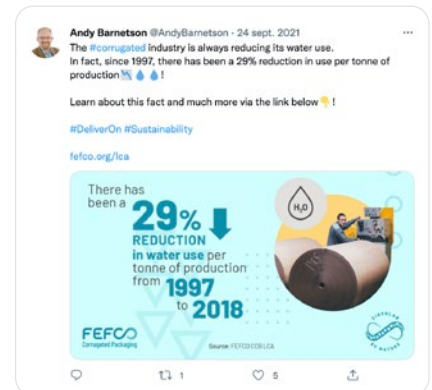 Andy Barnetson @AndyBarnetson · 24 sept. 2021
The #corrugated industry is always reducing its water use.
In fact, since 1997, there has been a 29% reduction in use per tonne of
production📉💧💧!
Learn about this fact and much more via the link below👇!
#DeliverOn #Sustainability
fefco.org/lca
There has
been a
29%
REDUCTION
in water use per
tonne of production
from 1997
to 2018
H₂O
FEFCO
Corrugated Packaging
Source: FEFCO CCB LCA
CIRCULAR
BY NATURE
1
5